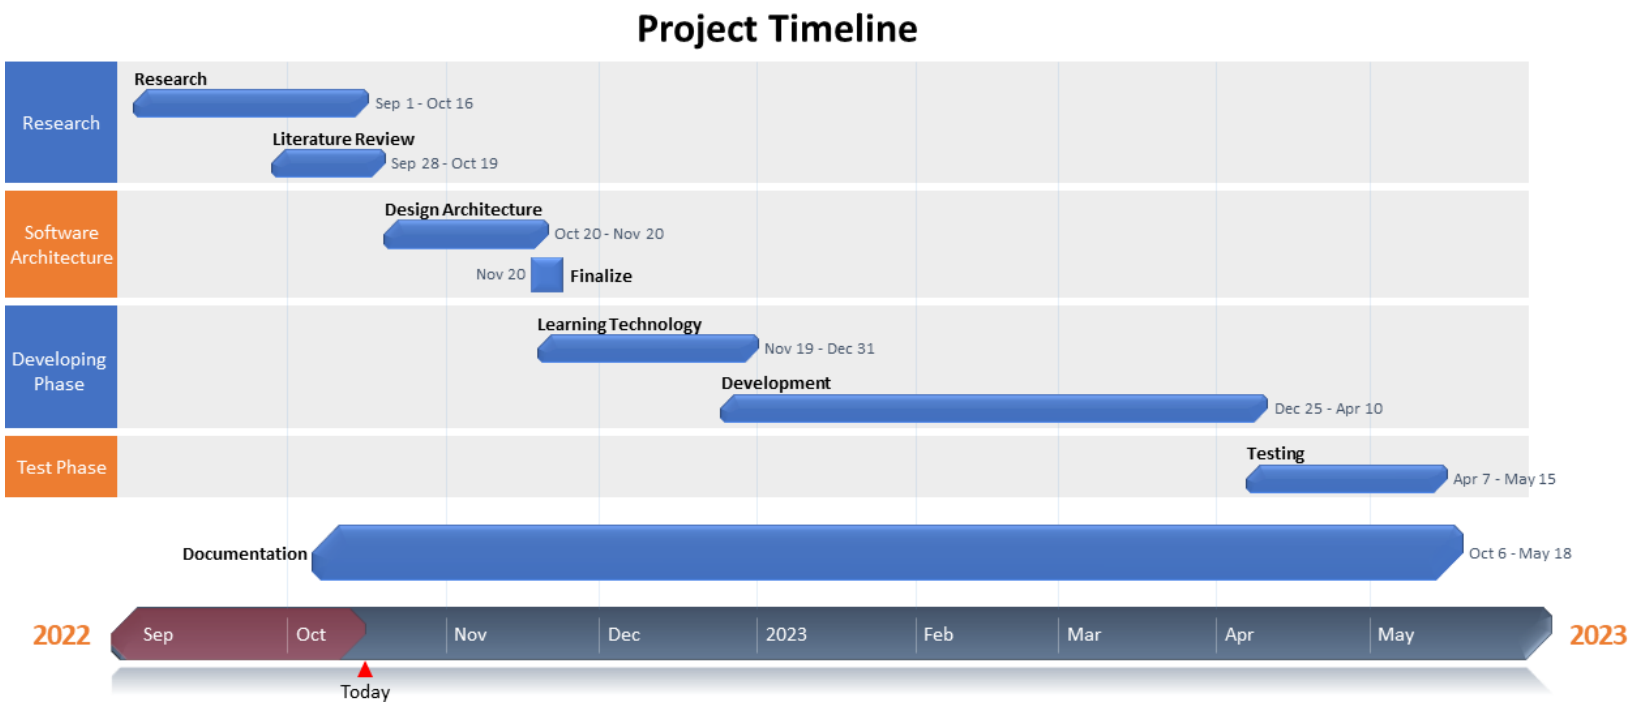 Project Timeline
Research
Research
Sep 1 - Oct 16
Literature Review
Sep 28 - Oct 19
Software
Architecture
Design Architecture
Oct 20 - Nov 20
Nov 20
Finalize
Developing
Phase
Learning Technology
Nov 19 - Dec 31
Development
Dec 25 - Apr 10
Test Phase
Testing
Apr 7 - May 15
Documentation
Oct 6 - May 18
2022
Sep
Oct
Nov
Dec
2023
Feb
Mar
Apr
May
2023
Today